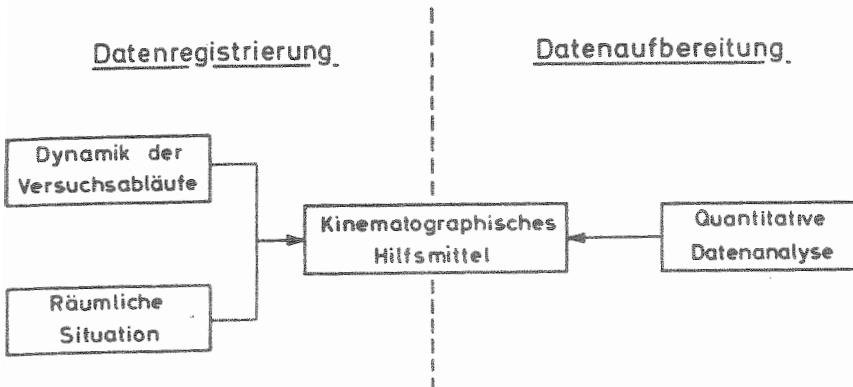 Datenregistrierung
Datenaufbereitung
Dynamik der
Versuchsabläufe
Räumliche
Situation
Kinematographisches
Hilfsmittel
Quantitative
Datenanalyse